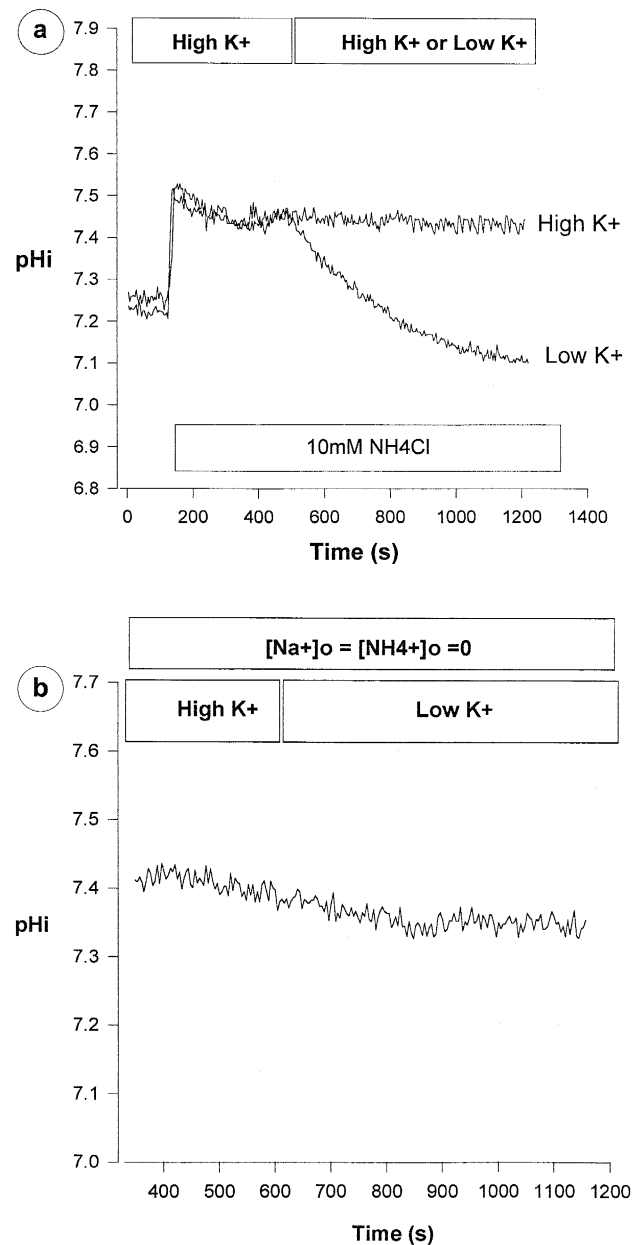 a
High K+
High K+ or Low K+
7.9
7.8
7.7
7.6
7.5
7.4
7.3
7.2
7.1
7.0
6.9
6.8
pHi
High K+
Low K+
10mM NH4Cl
0 200 400 600 800 1000 1200 1400
Time (s)
b
[Na+]o = [NH4+]o =0
High K+
Low K+
7.7
7.6
7.5
7.4
7.3
7.2
7.1
7.0
pHi
400 500 600 700 800 900 1000 1100 1200
Time (s)